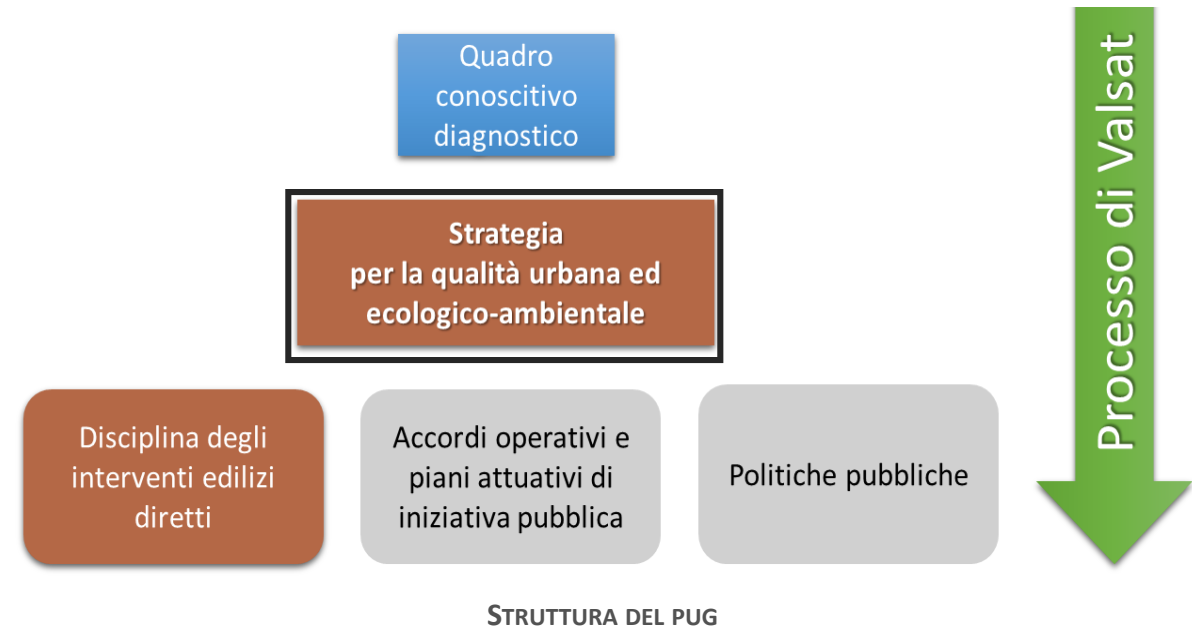 Quadro
conoscitivo
diagnostico
Strategia
per la qualità urbana ed
ecologico-ambientale
Disciplina degli
interventi edilizi
diretti
Accordi operativi e
piani attuativi di
iniziativa pubblica
Politiche pubbliche
Processo di Valsat
STRUTTURA DEL PUG